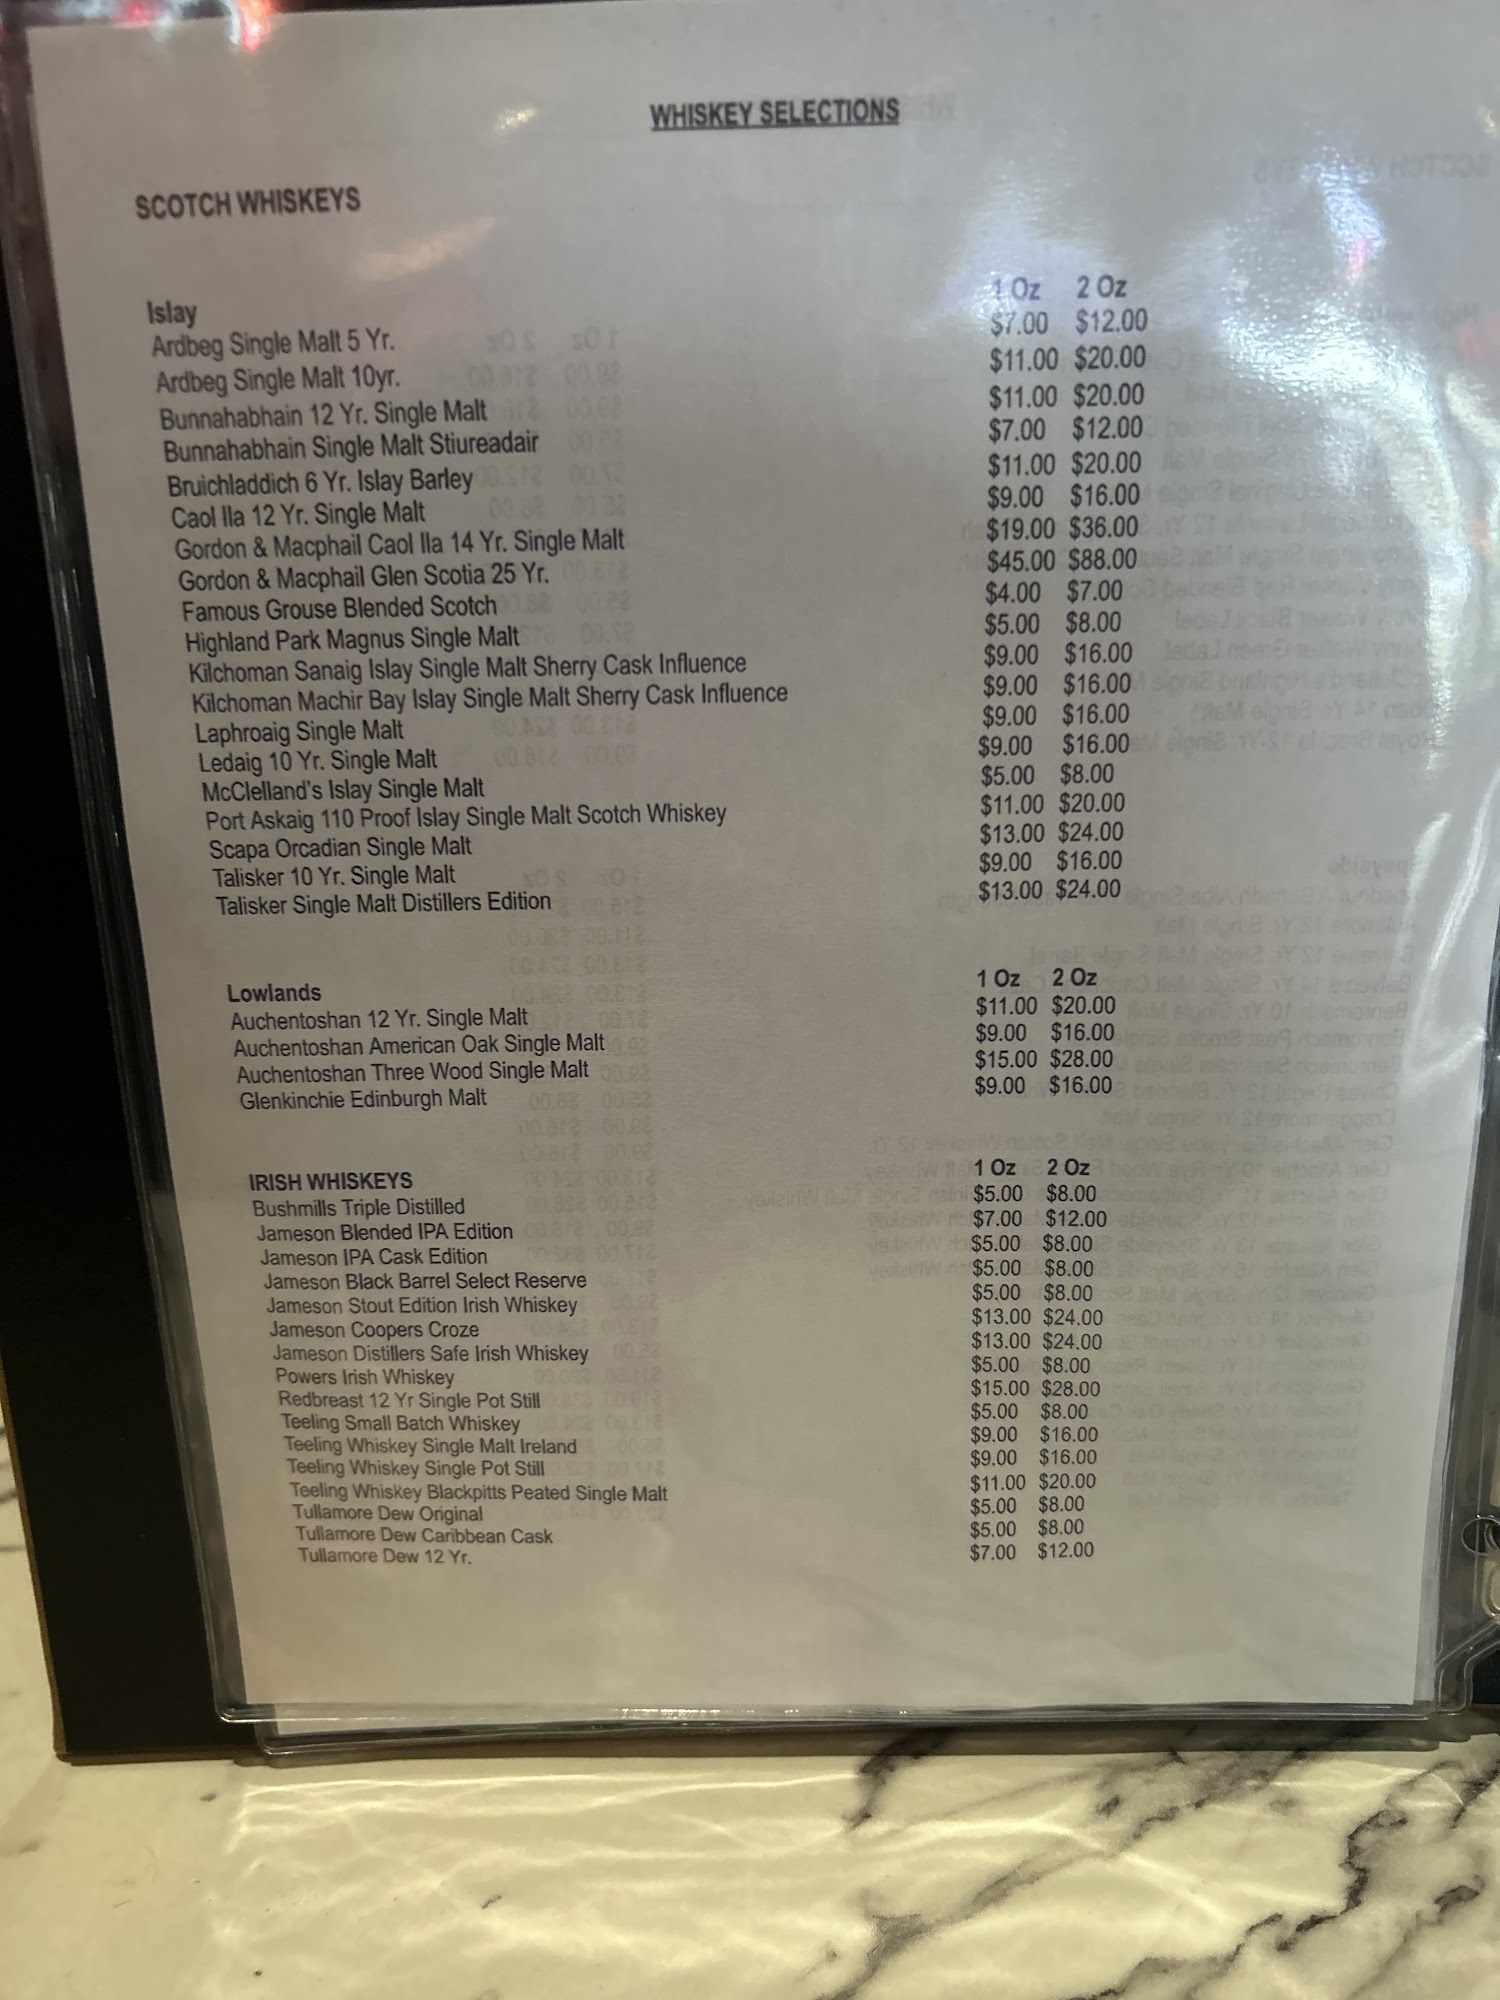 WHISKEY SELECTIONS
SCOTCH WHISKEYS
Islay 1 Oz 2 Oz
Ardbeg Single Malt 5 Yr. $7.00 $12.00
Ardbeg Single Malt 10yr. $11.00 $20.00
Bunnahabhain 12 Yr. Single Malt $11.00 $20.00
Bunnahabhain Single Malt Stiureadair $7.00 $12.00
Bruichladdich 6 Yr. Islay Barley $11.00 $20.00
Caol Ila 12 Yr. Single Malt $9.00 $16.00
Gordon & Macphail Caol Ila 14 Yr. Single Malt $19.00 $36.00
Gordon & Macphail Glen Scotia 25 Yr. $45.00 $88.00
Famous Grouse Blended Scotch $4.00 $7.00
Highland Park Magnus Single Malt $5.00 $8.00
Kilchoman Sanaig Islay Single Malt Sherry Cask Influence $9.00 $16.00
Kilchoman Machir Bay Islay Single Malt Sherry Cask Influence $9.00 $16.00
Laphroaig Single Malt $9.00 $16.00
Ledaig 10 Yr. Single Malt $9.00 $16.00
McClelland's Islay Single Malt $5.00 $8.00
Port Askaig 110 Proof Islay Single Malt Scotch Whiskey $11.00 $20.00
Scapa Orcadian Single Malt $13.00 $24.00
Talisker 10 Yr. Single Malt $9.00 $16.00
Talisker Single Malt Distillers Edition $13.00 $24.00
Lowlands 1 Oz 2 Oz
Auchentoshan 12 Yr. Single Malt $11.00 $20.00
Auchentoshan American Oak Single Malt $9.00 $16.00
Auchentoshan Three Wood Single Malt $15.00 $28.00
Glenkinchie Edinburgh Malt $9.00 $16.00
IRISH WHISKEYS 1 Oz 2 Oz
Bushmills Triple Distilled $5.00 $8.00
Jameson Blended IPA Edition $7.00 $12.00
Jameson IPA Cask Edition $5.00 $8.00
Jameson Black Barrel Select Reserve $5.00 $8.00
Jameson Stout Edition Irish Whiskey $5.00 $8.00
Jameson Coopers Croze $13.00 $24.00
Jameson Distillers Safe Irish Whiskey $13.00 $24.00
Powers Irish Whiskey $5.00 $8.00
Redbreast 12 Yr Single Pot Still $15.00 $28.00
Teeling Small Batch Whiskey $5.00 $8.00
Teeling Whiskey Single Malt Ireland $9.00 $16.00
Teeling Whiskey Single Pot Still $9.00 $16.00
Teeling Whiskey Blackpitts Peated Single Malt $11.00 $20.00
Tullamore Dew Original $5.00 $8.00
Tullamore Dew Caribbean Cask $5.00 $8.00
Tullamore Dew 12 Yr. $7.00 $12.00